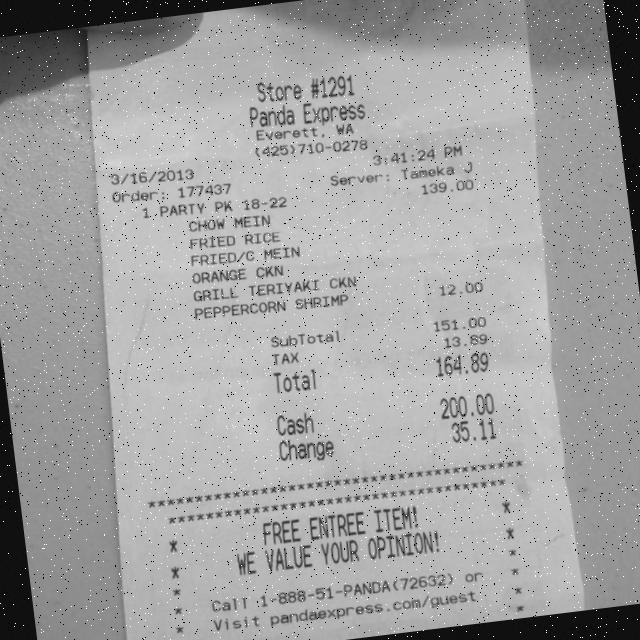 Store #1291
Panda Express
Everett, WA
(425)710-0278
3/16/2013 3:41:24 PM
Order: 177437 Server: Tameka J
1 PARTY PK 18-22 139.00
CHOW MEIN
FRIED RICE
FRIED/C MEIN
ORANGE CKN
GRILL TERIYAKI CKN
PEPPERCORN SHRIMP 12.00
SubTotal 151.00
TAX 13.89
Total 164.89
Cash 200.00
Change 35.11
****************************************
************************************
* FREE ENTREE ITEM! *
* WE VALUE YOUR OPINION! *
* *
* Call 1-888-51-PANDA(72632) or *
* Visit pandaexpress.com/guest *